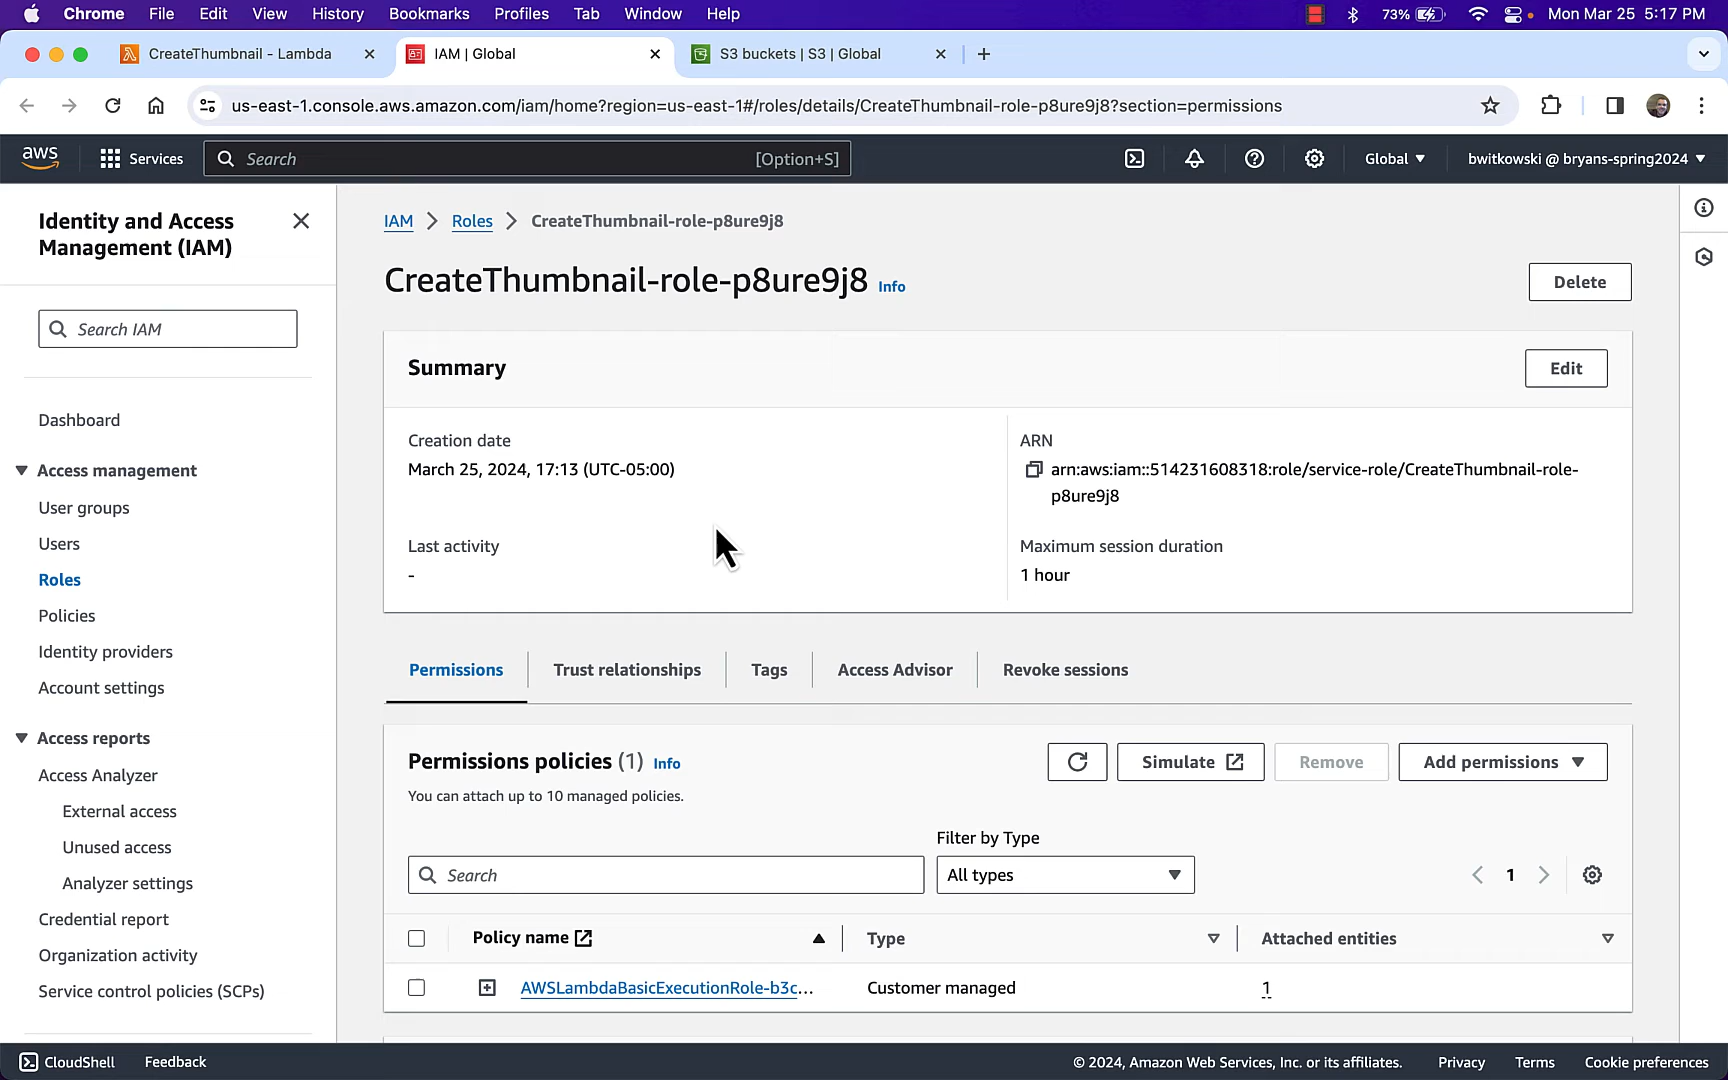 Chrome File Edit View History Bookmarks Profiles Tab Window Help 73% Mon Mar 25 5:17 PM
CreateThumbnail - Lambda IAM | Global S3 buckets | S3 | Global
us-east-1.console.aws.amazon.com/iam/home?region=us-east-1#/roles/details/CreateThumbnail-role-p8ure9j8?section=permissions
aws Services Search [Option+S] Global bwitkowski @ bryans-spring2024
Identity and Access
Management (IAM)
Search IAM
Dashboard
Access management
User groups
Users
Roles
Policies
Identity providers
Account settings
Access reports
Access Analyzer
External access
Unused access
Analyzer settings
Credential report
Organization activity
Service control policies (SCPs)
IAM Roles CreateThumbnail-role-p8ure9j8
CreateThumbnail-role-p8ure9j8 Info
Delete
Summary
Edit
Creation date
March 25, 2024, 17:13 (UTC-05:00)
ARN
arn:aws:iam::514231608318:role/service-role/CreateThumbnail-role-
p8ure9j8
Last activity
-
Maximum session duration
1 hour
Permissions Trust relationships Tags Access Advisor Revoke sessions
Permissions policies (1) Info
You can attach up to 10 managed policies.
Simulate Remove Add permissions
Filter by Type
Search All types 1
Policy name Type Attached entities
AWSLambdaBasicExecutionRole-b3c... Customer managed 1
CloudShell Feedback © 2024, Amazon Web Services, Inc. or its affiliates. Privacy Terms Cookie preferences